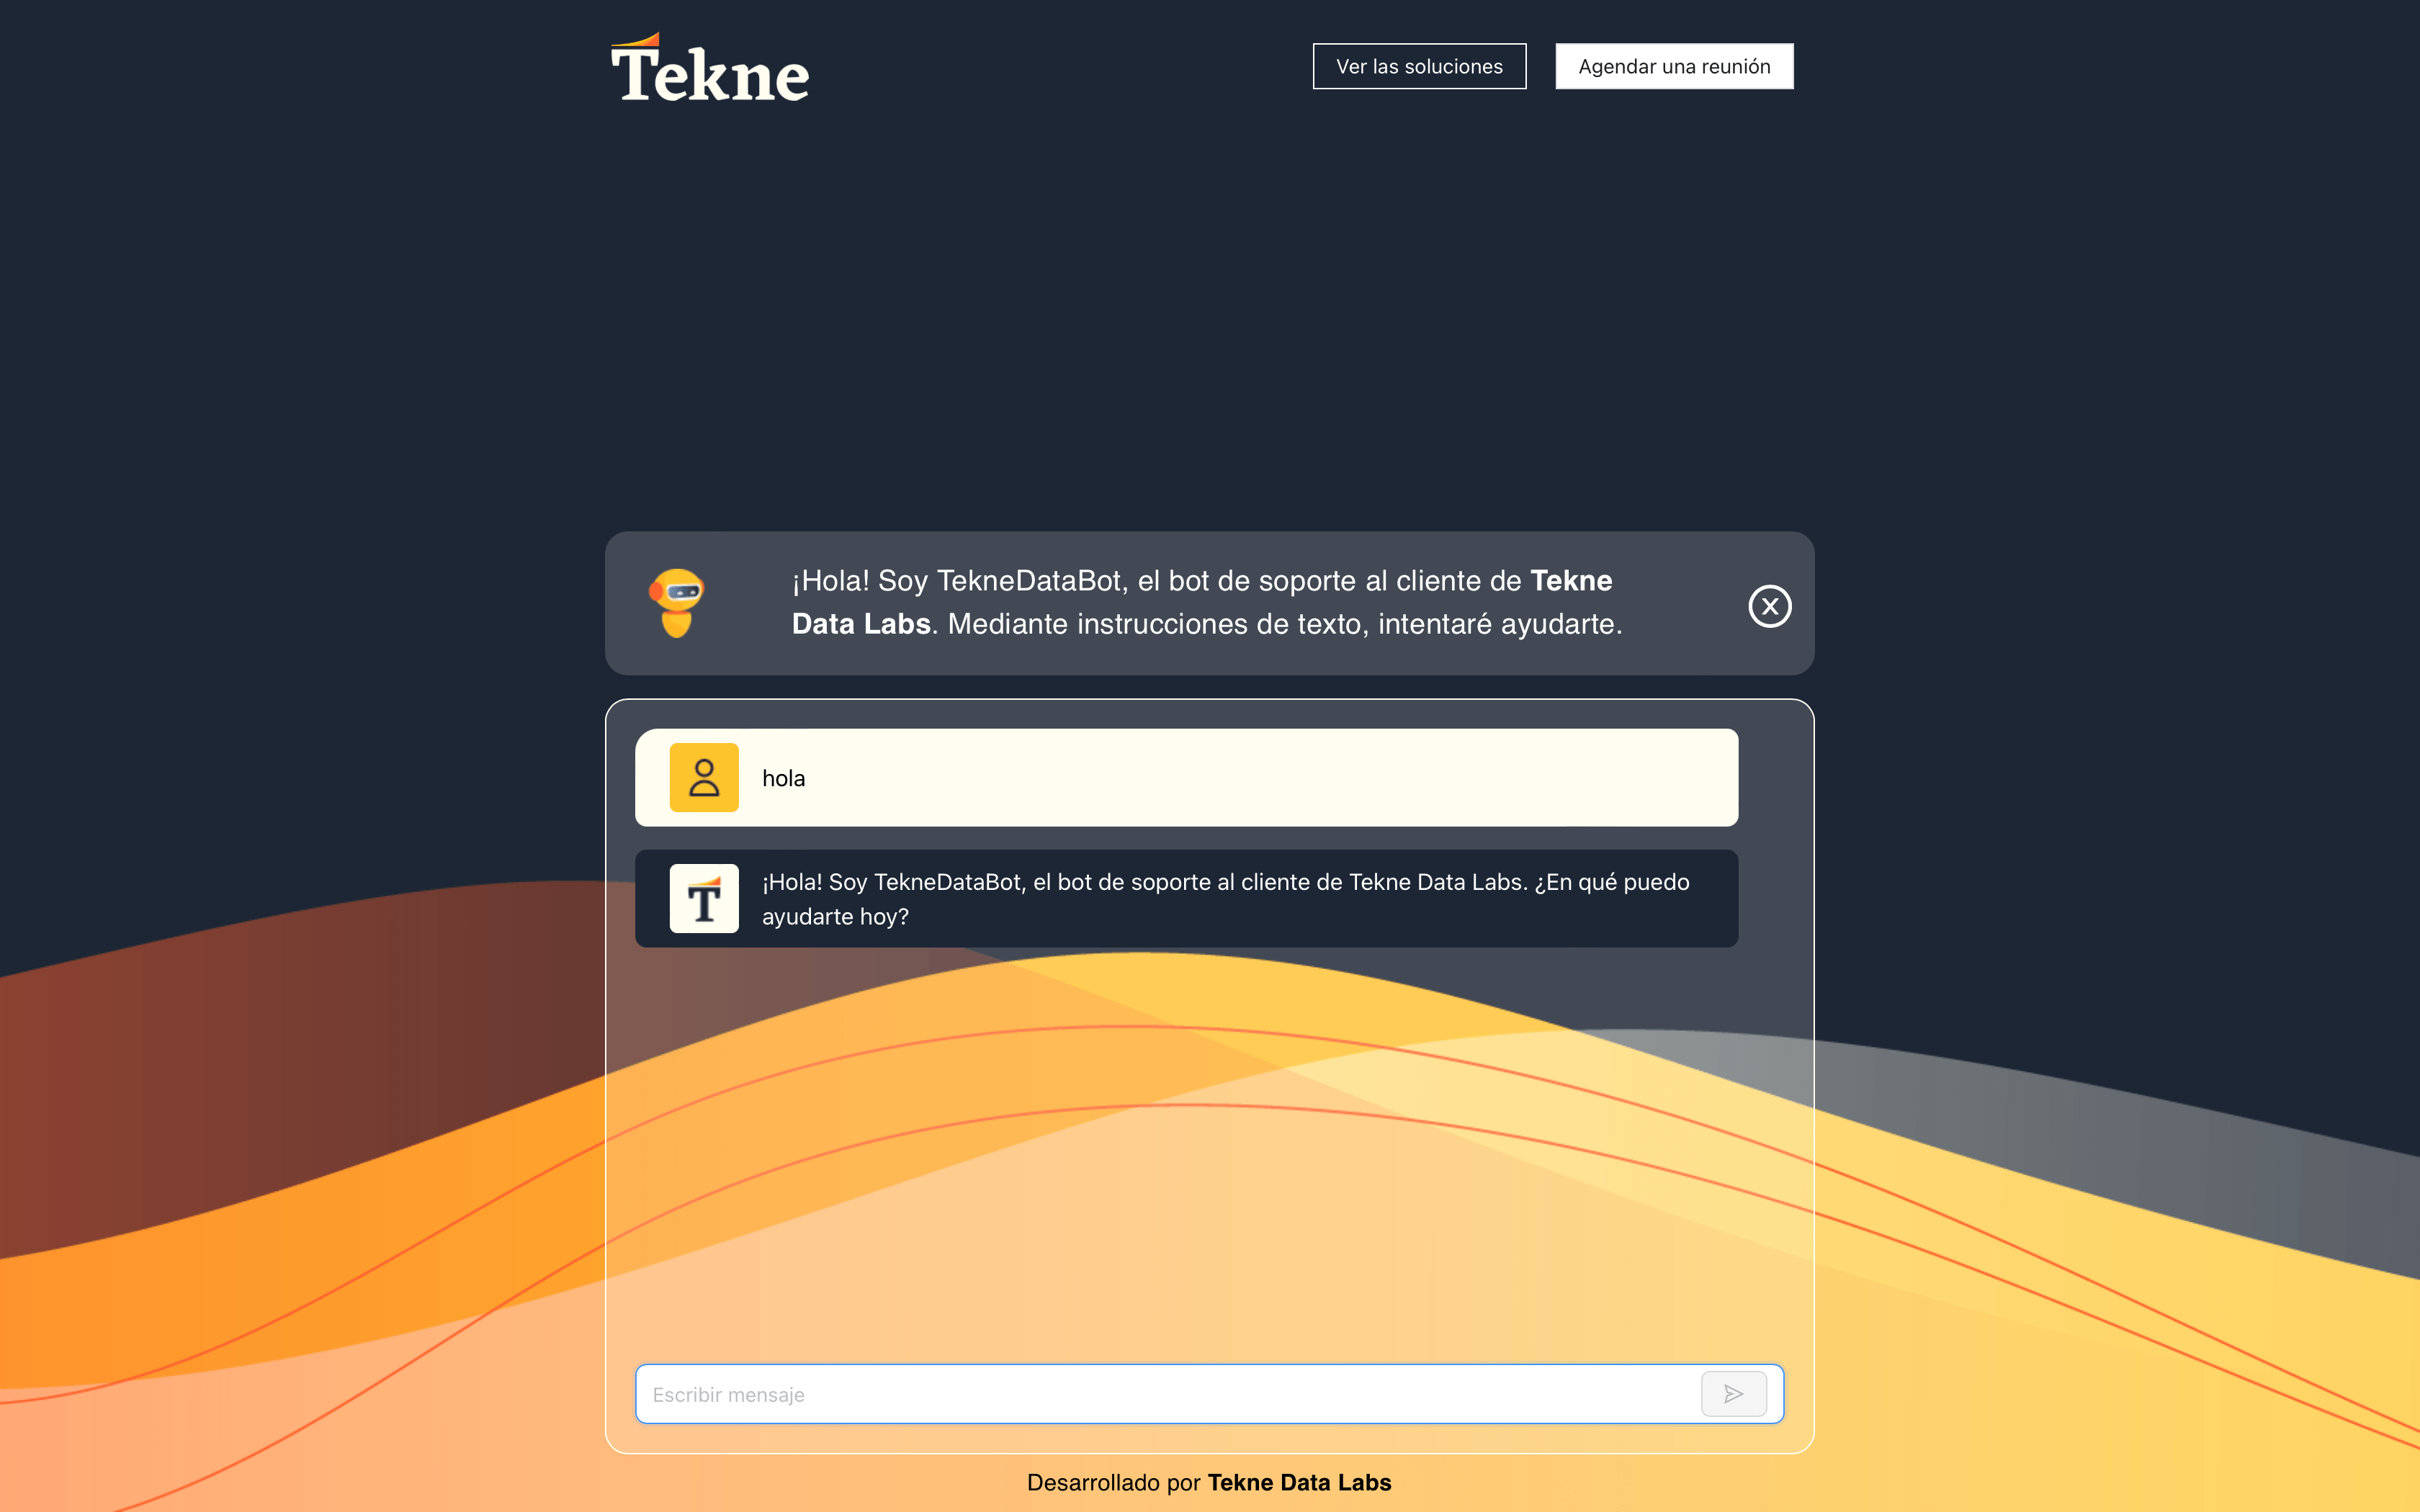 Tekne
Ver las soluciones
Agendar una reunión
¡Hola! Soy TekneDataBot, el bot de soporte al cliente de Tekne
Data Labs. Mediante instrucciones de texto, intentaré ayudarte.
X
hola
T
¡Hola! Soy TekneDataBot, el bot de soporte al cliente de Tekne Data Labs. ¿En qué puedo
ayudarte hoy?
Escribir mensaje
Desarrollado por Tekne Data Labs